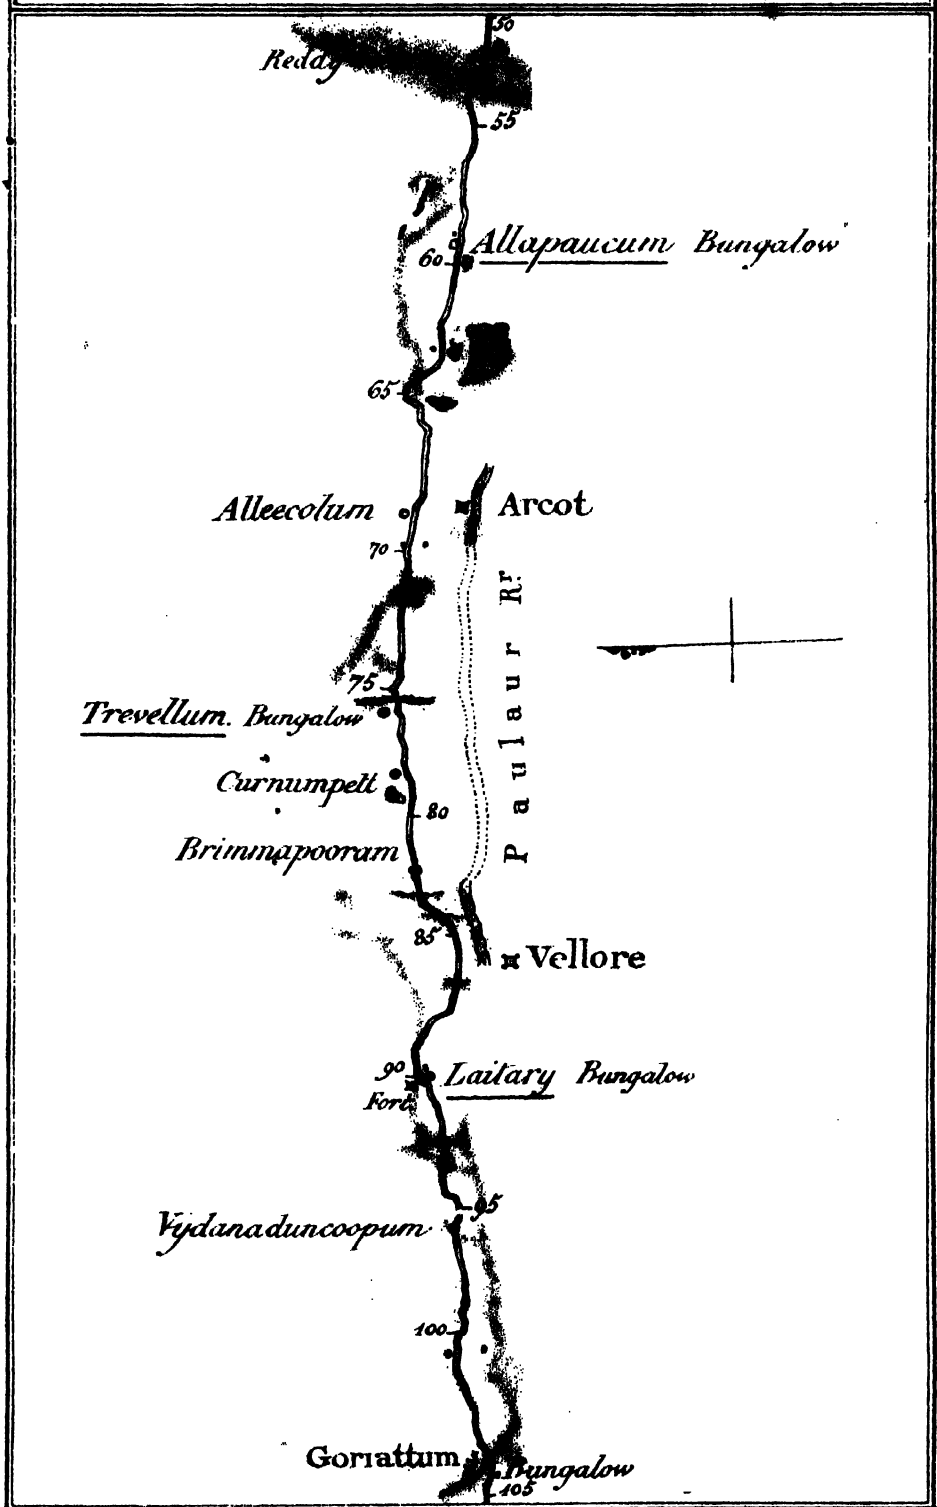 50
Reddy
55
Allapaucum Bungalow
60
65
Alleecolum
Arcot
70
Paulaur Rr.
75
Trevellum. Bungalow
Curnumpett
80
Brimmapooram
85
Vellore
90
Laitary Bungalow
Fort
95
Vydanaduncoopum
100
Goriattum
Bungalow
105